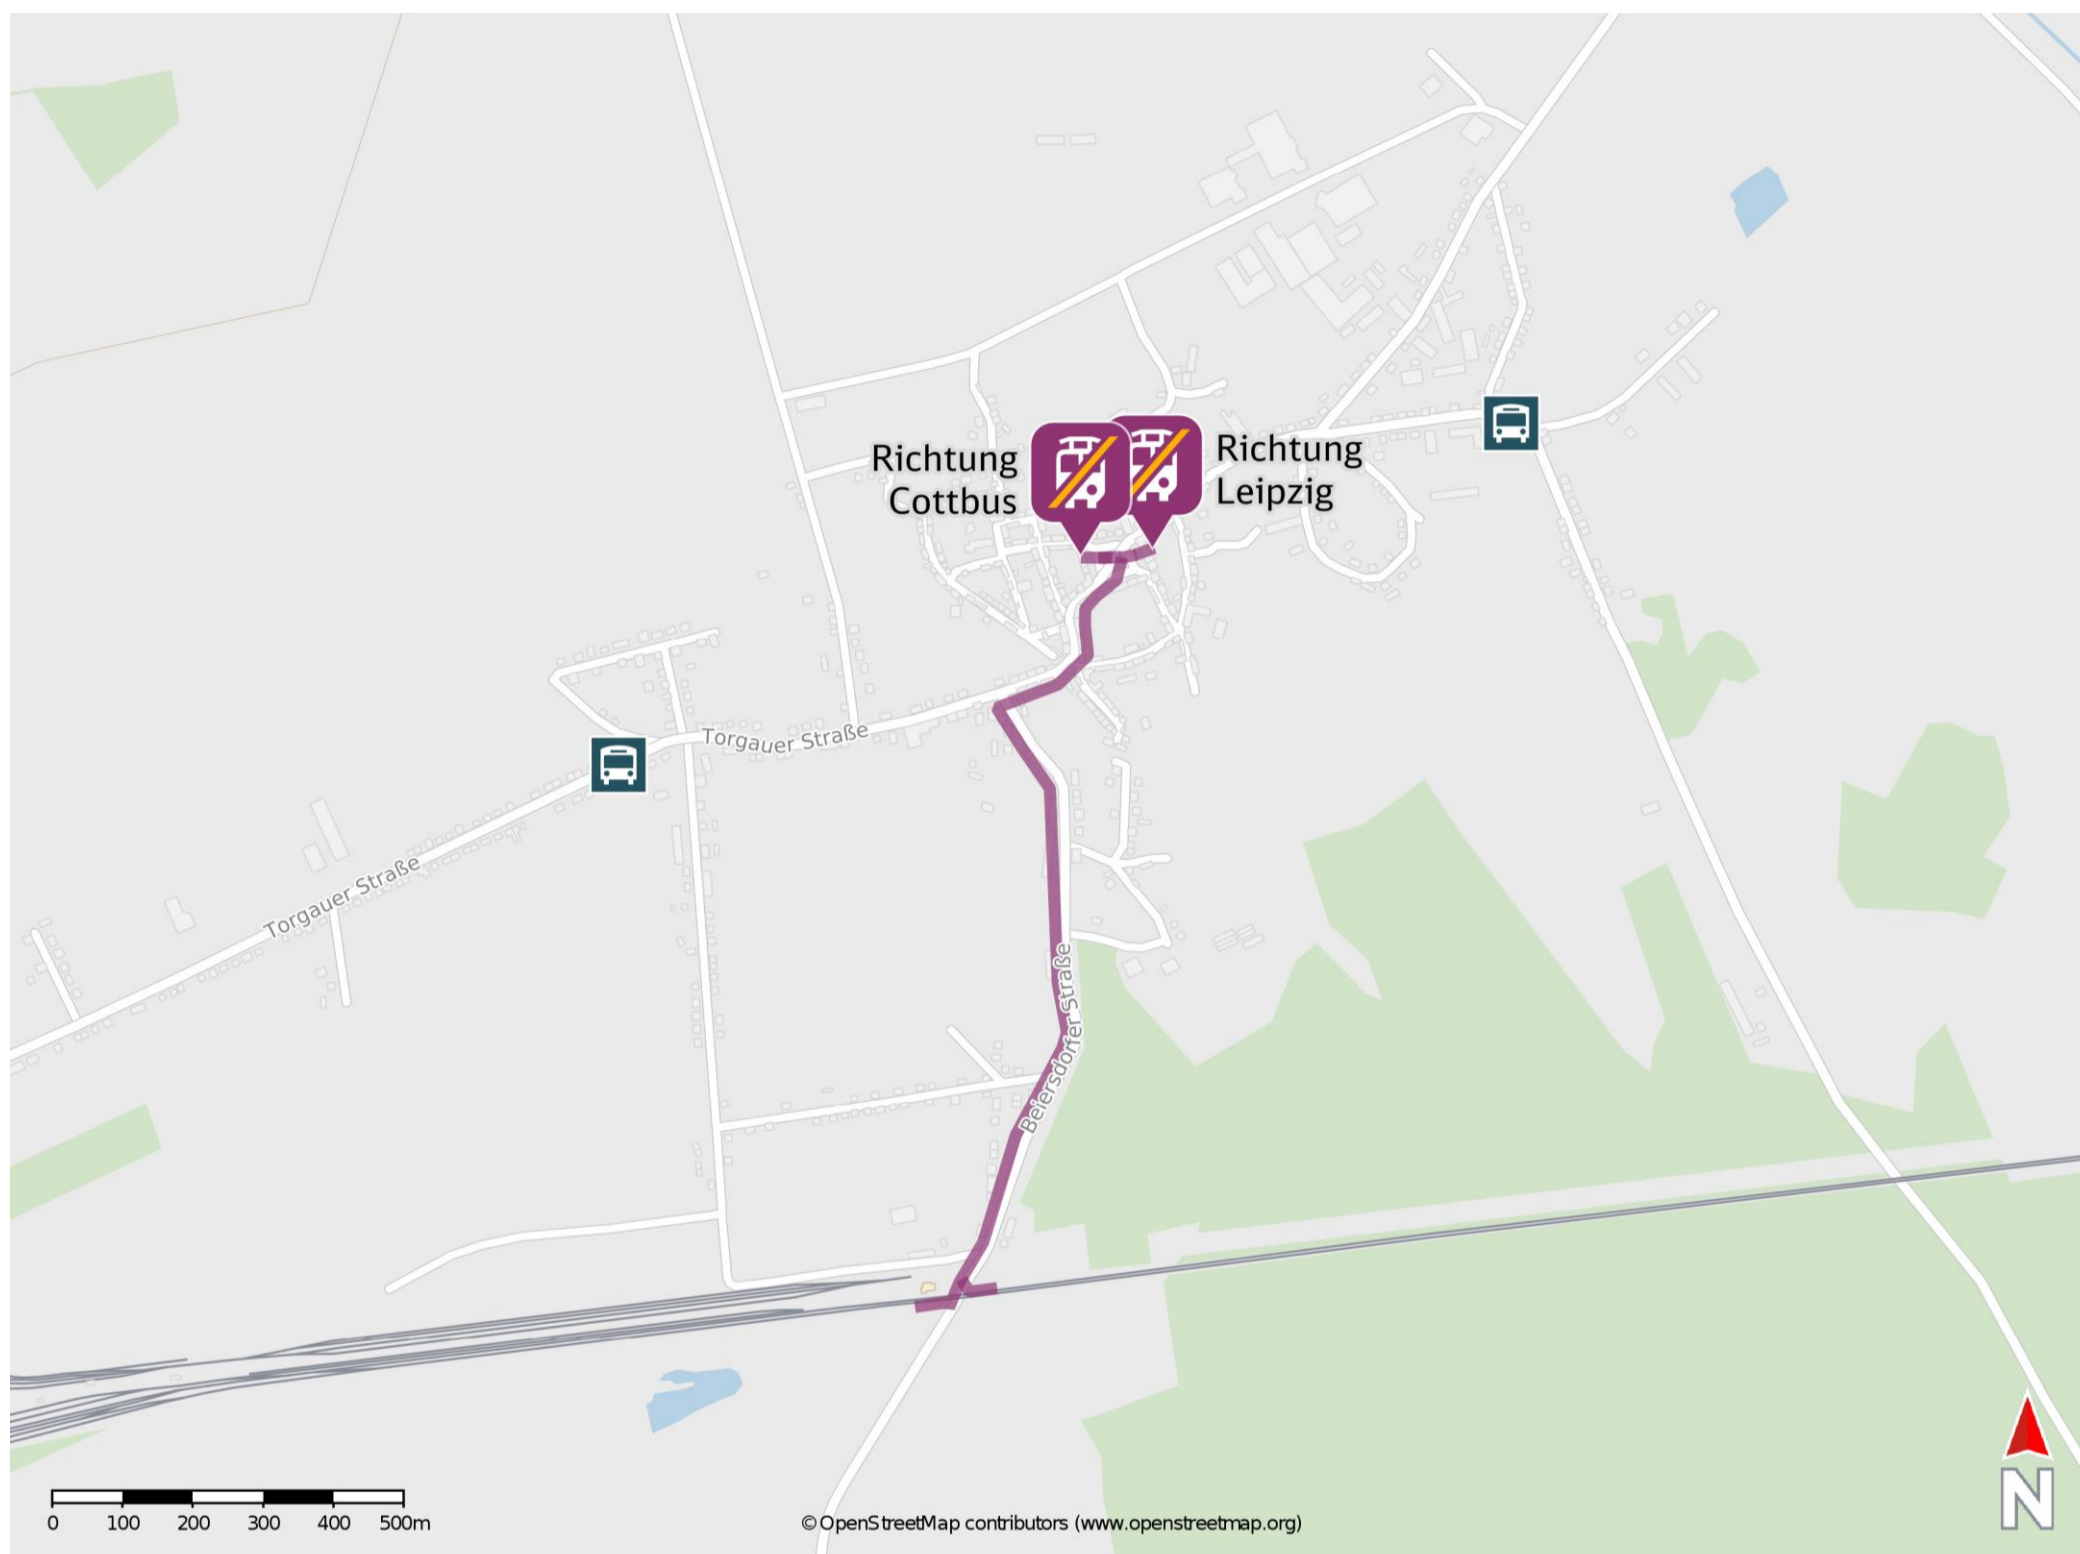 Richtung
Cottbus
Richtung
Leipzig
Torgauer Straße
Torgauer Straße
Beiersdorfer Straße
0 100 200 300 400 500m
© OpenStreetMap contributors (www.openstreetmap.org)
N